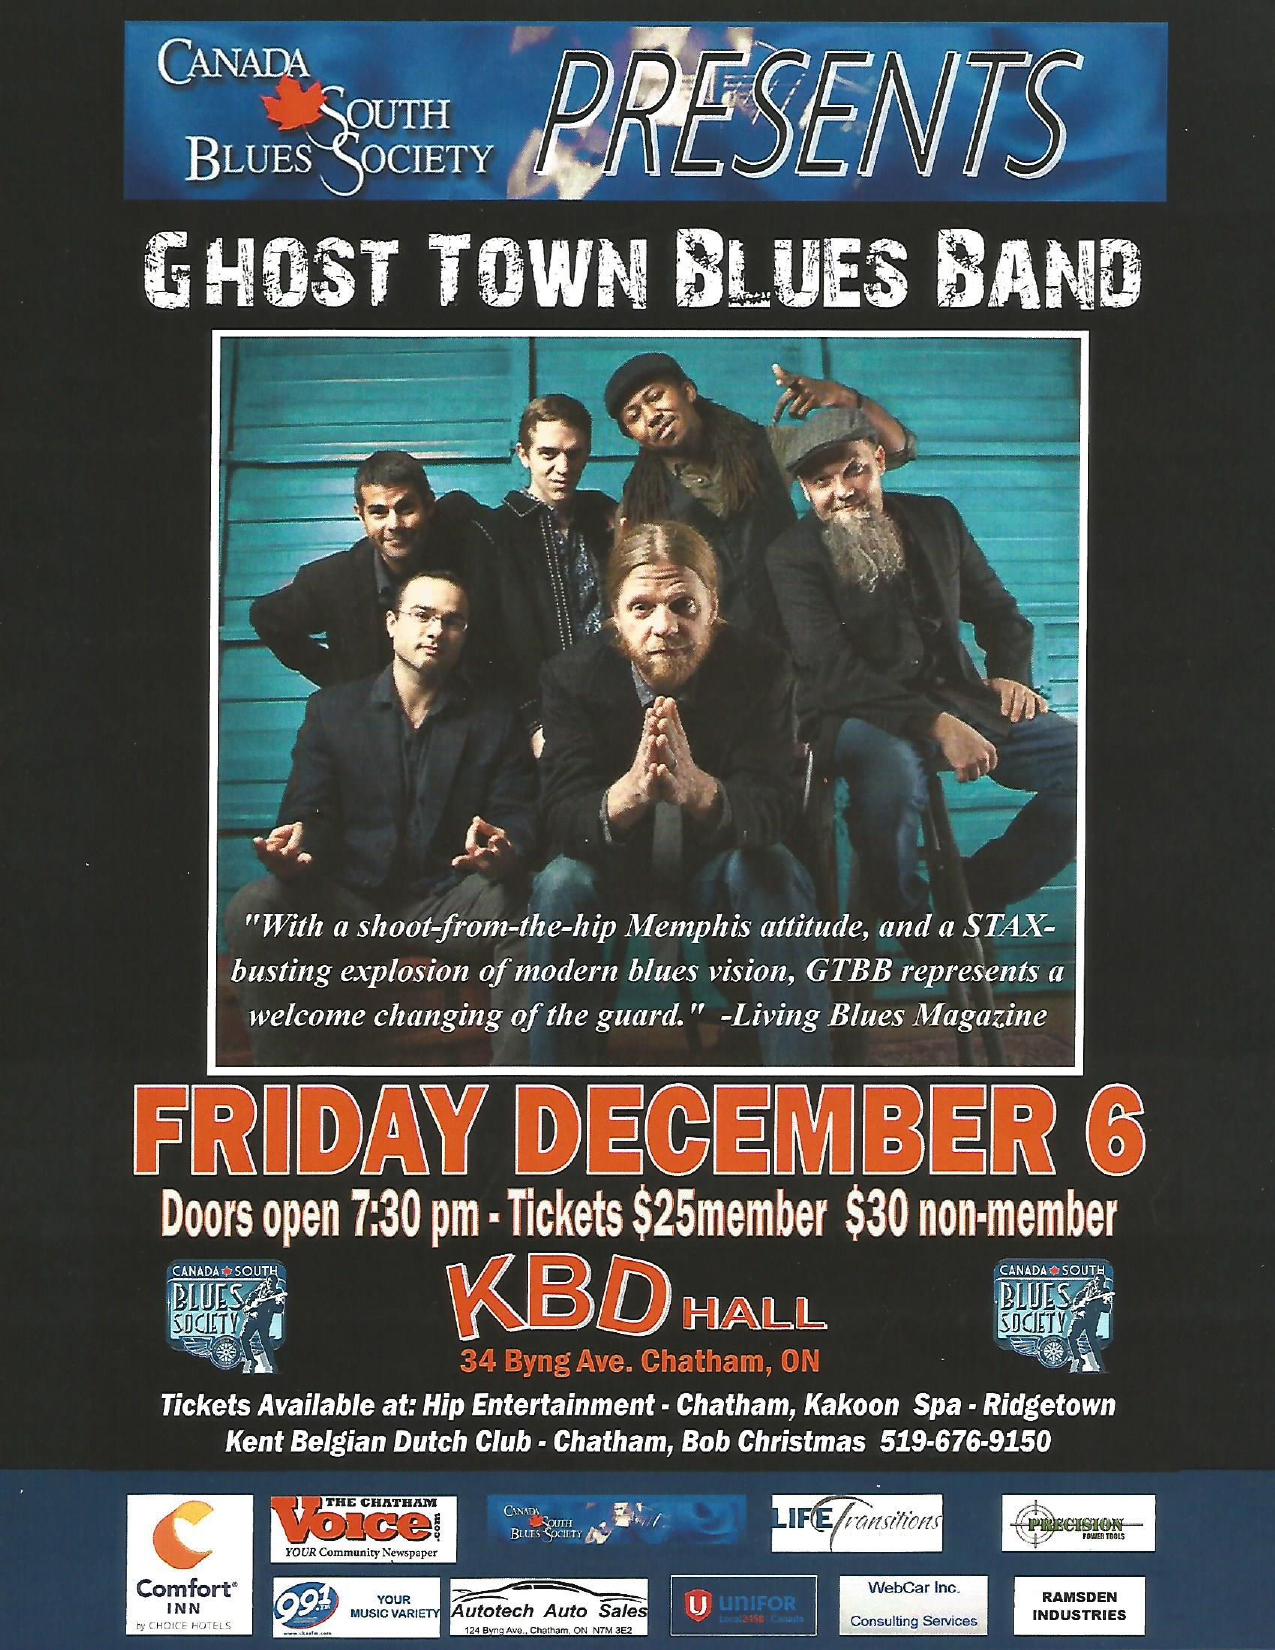 CANADA
SOUTH
BLUES SOCIETY
PRESENTS
GHOST TOWN BLUES BAND
"With a shoot-from-the-hip Memphis attitude, and a STAX-
busting explosion of modern blues vision, GTBB represents a
welcome changing of the guard." -Living Blues Magazine
FRIDAY DECEMBER 6
Doors open 7:30 pm - Tickets $25member $30 non-member
CANADA SOUTH
BLUES
SOCIETY
KBD HALL
CANADA SOUTH
BLUES
SOCIETY
34 Byng Ave. Chatham, ON
Tickets Available at: Hip Entertainment - Chatham, Kakoon Spa - Ridgetown
Kent Belgian Dutch Club - Chatham, Bob Christmas 519-676-9150
Comfort
INN
by CHOICE HOTELS
THE CHATHAM
Voice.com
YOUR Community Newspaper
CANADA
SOUTH
BLUES SOCIETY
LIFE Transitions
PRECISION
POWER TOOLS
99.1
YOUR
MUSIC VARIETY
Autotech Auto Sales
124 Byng Ave., Chatham, ON N7M 3E2
UNIFOR
Local 2458 Canada
WebCar Inc.
Consulting Services
RAMSDEN
INDUSTRIES